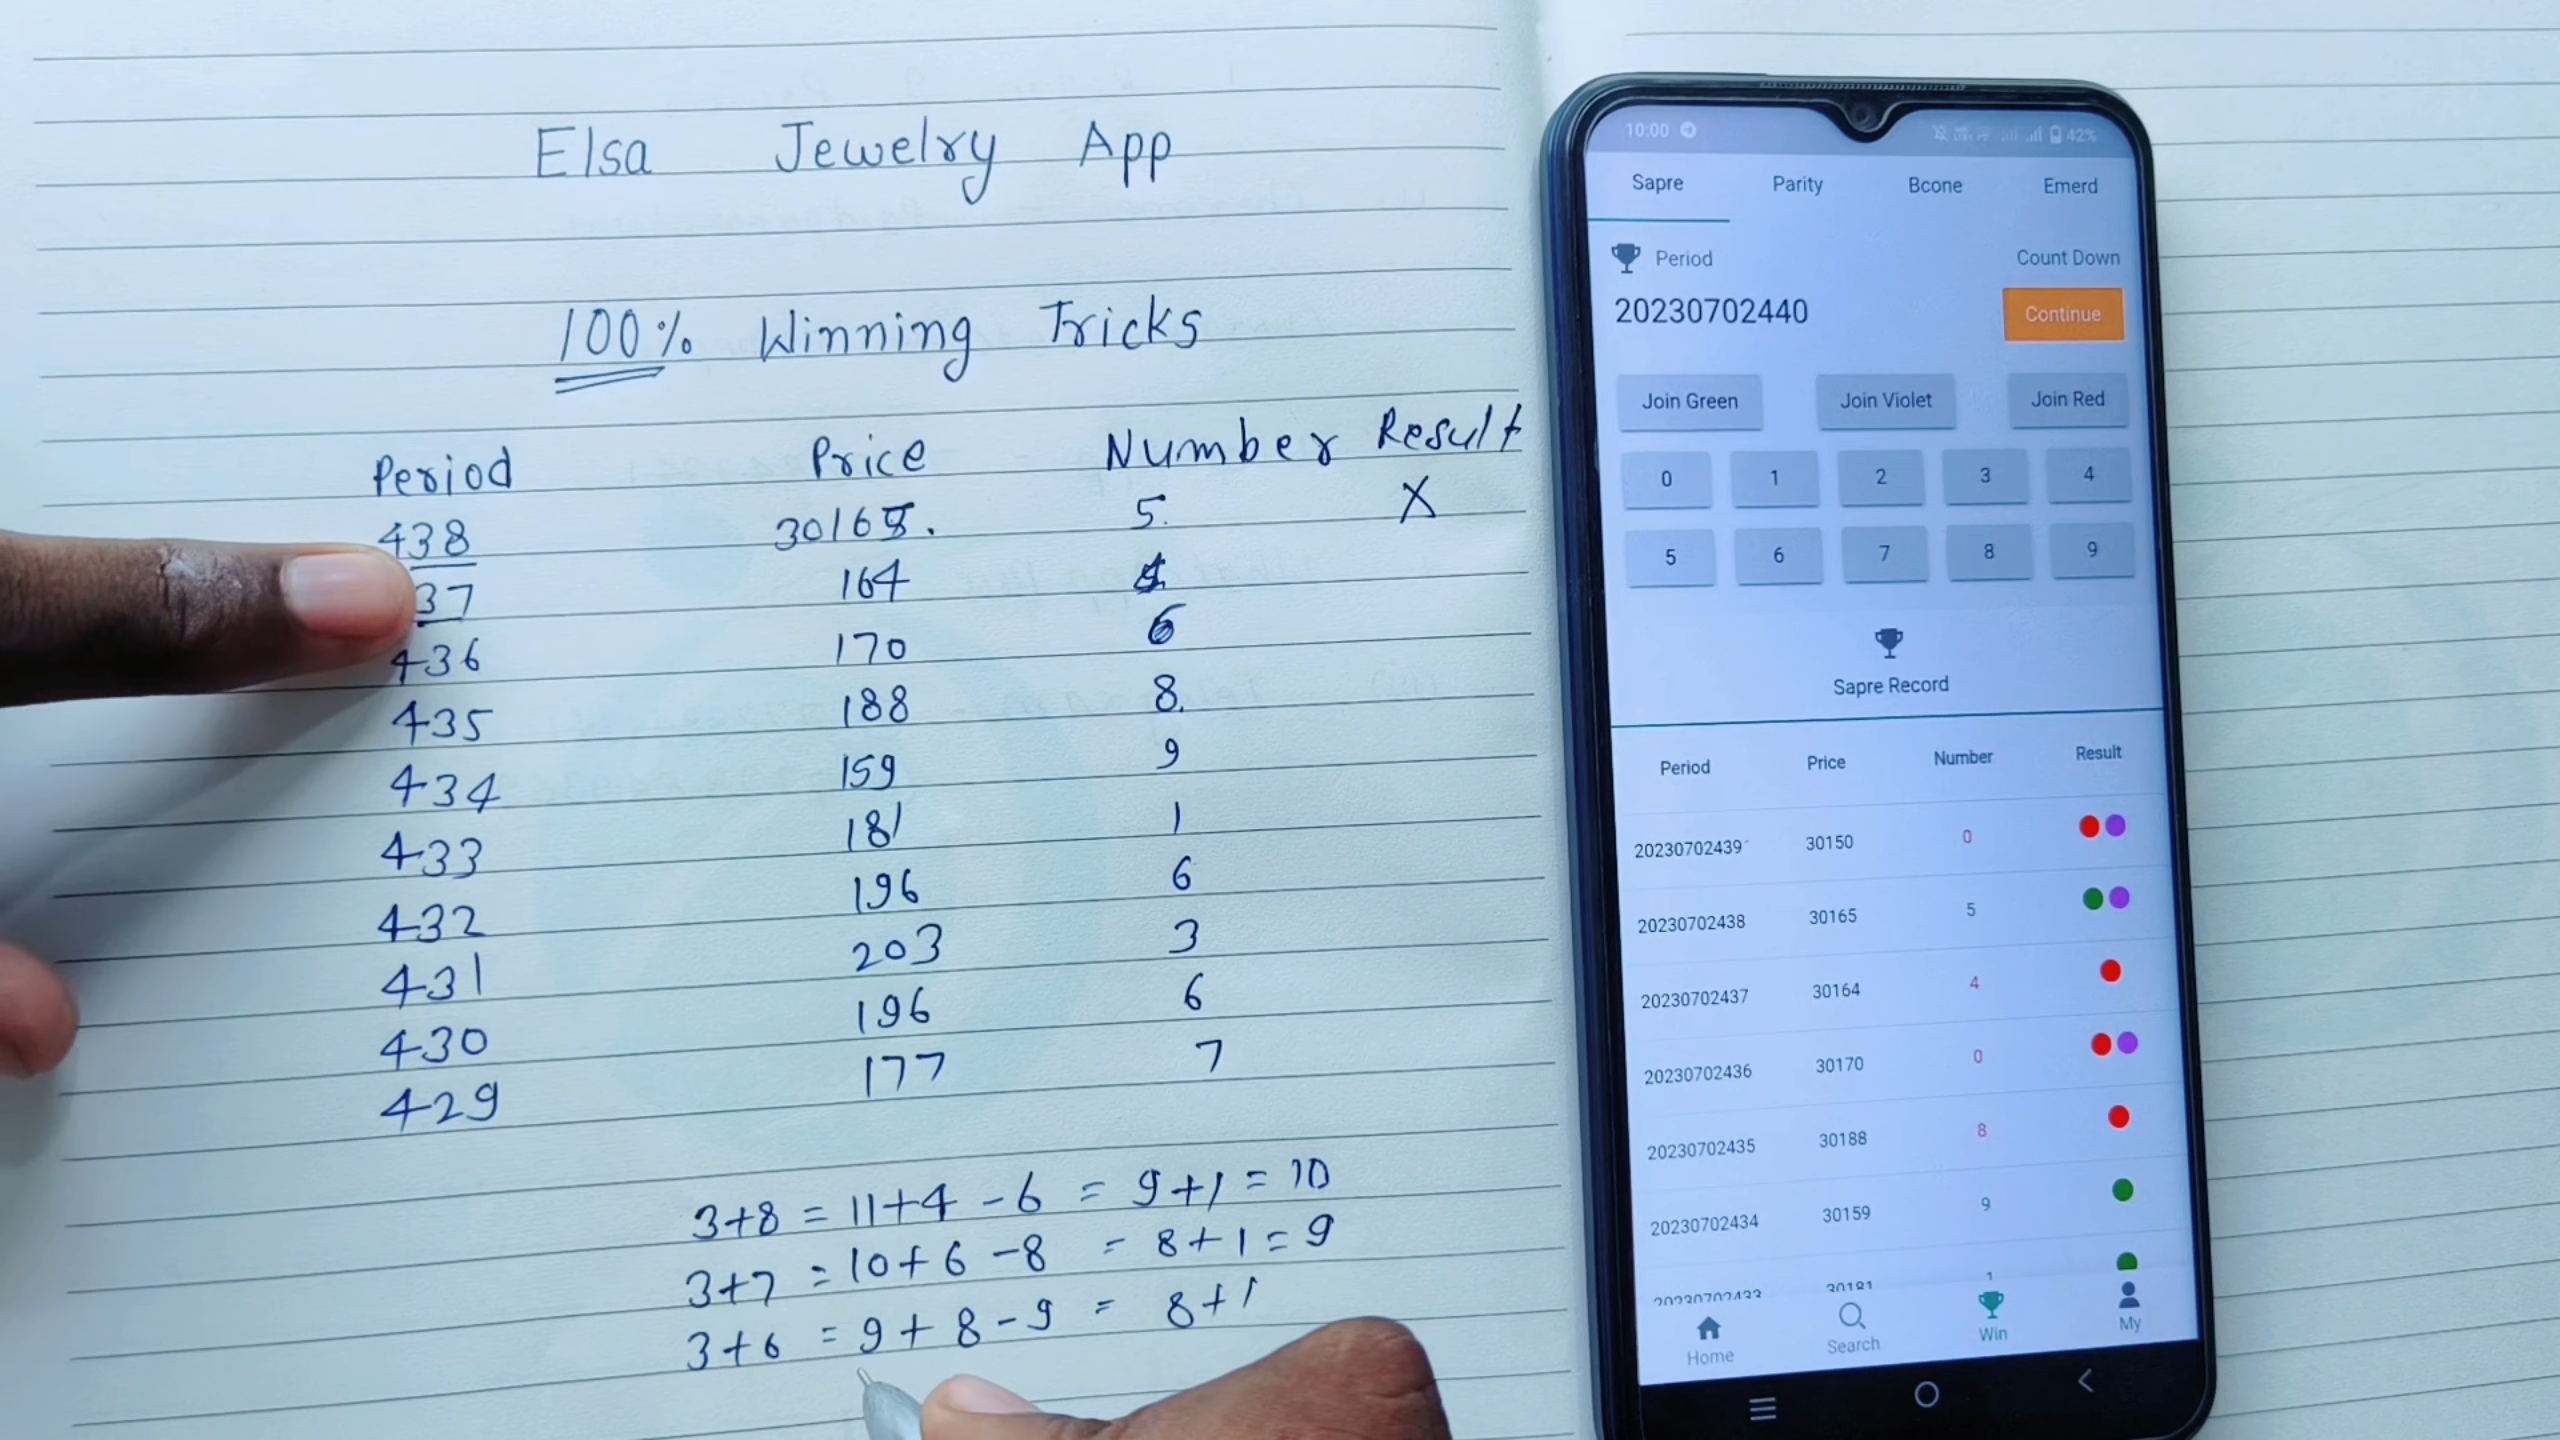 Elsa Jewelry App
100% Winning Tricks
Period Price Number Result
438 30165. 5. X
37 164 4.
436 170 6
435 188 8.
434 159 9
433 181 1
432 196 6
431 203 3
430 196 6
429 177 7
3+8 = 11+4 -6 = 9+1 = 10
3+7 = 10+6 -8 = 8+1 = 9
3+6 = 9+8-9 = 8+1
10:00 42%
Sapre Parity Bcone Emerd
Period Count Down
20230702440 Continue
Join Green Join Violet Join Red
0 1 2 3 4
5 6 7 8 9
Sapre Record
Period Price Number Result
20230702439 30150 0
20230702438 30165 5
20230702437 30164 4
20230702436 30170 0
20230702435 30188 8
20230702434 30159 9
20230702433 30181 1
Home Search Win My